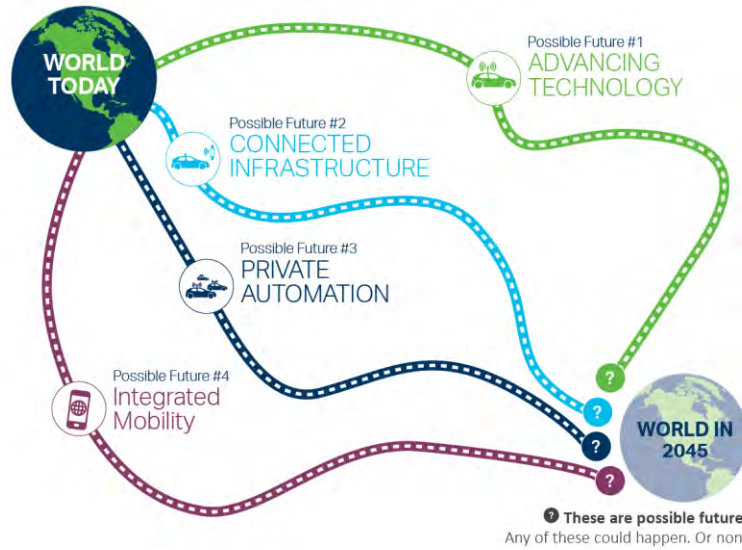 WORLD
TODAY
Possible Future #1
ADVANCING
TECHNOLOGY
Possible Future #2
CONNECTED
INFRASTRUCTURE
Possible Future #3
PRIVATE
AUTOMATION
Possible Future #4
Integrated
Mobility
?
?
?
?
WORLD IN
2045
? These are possible future
Any of these could happen. Or non